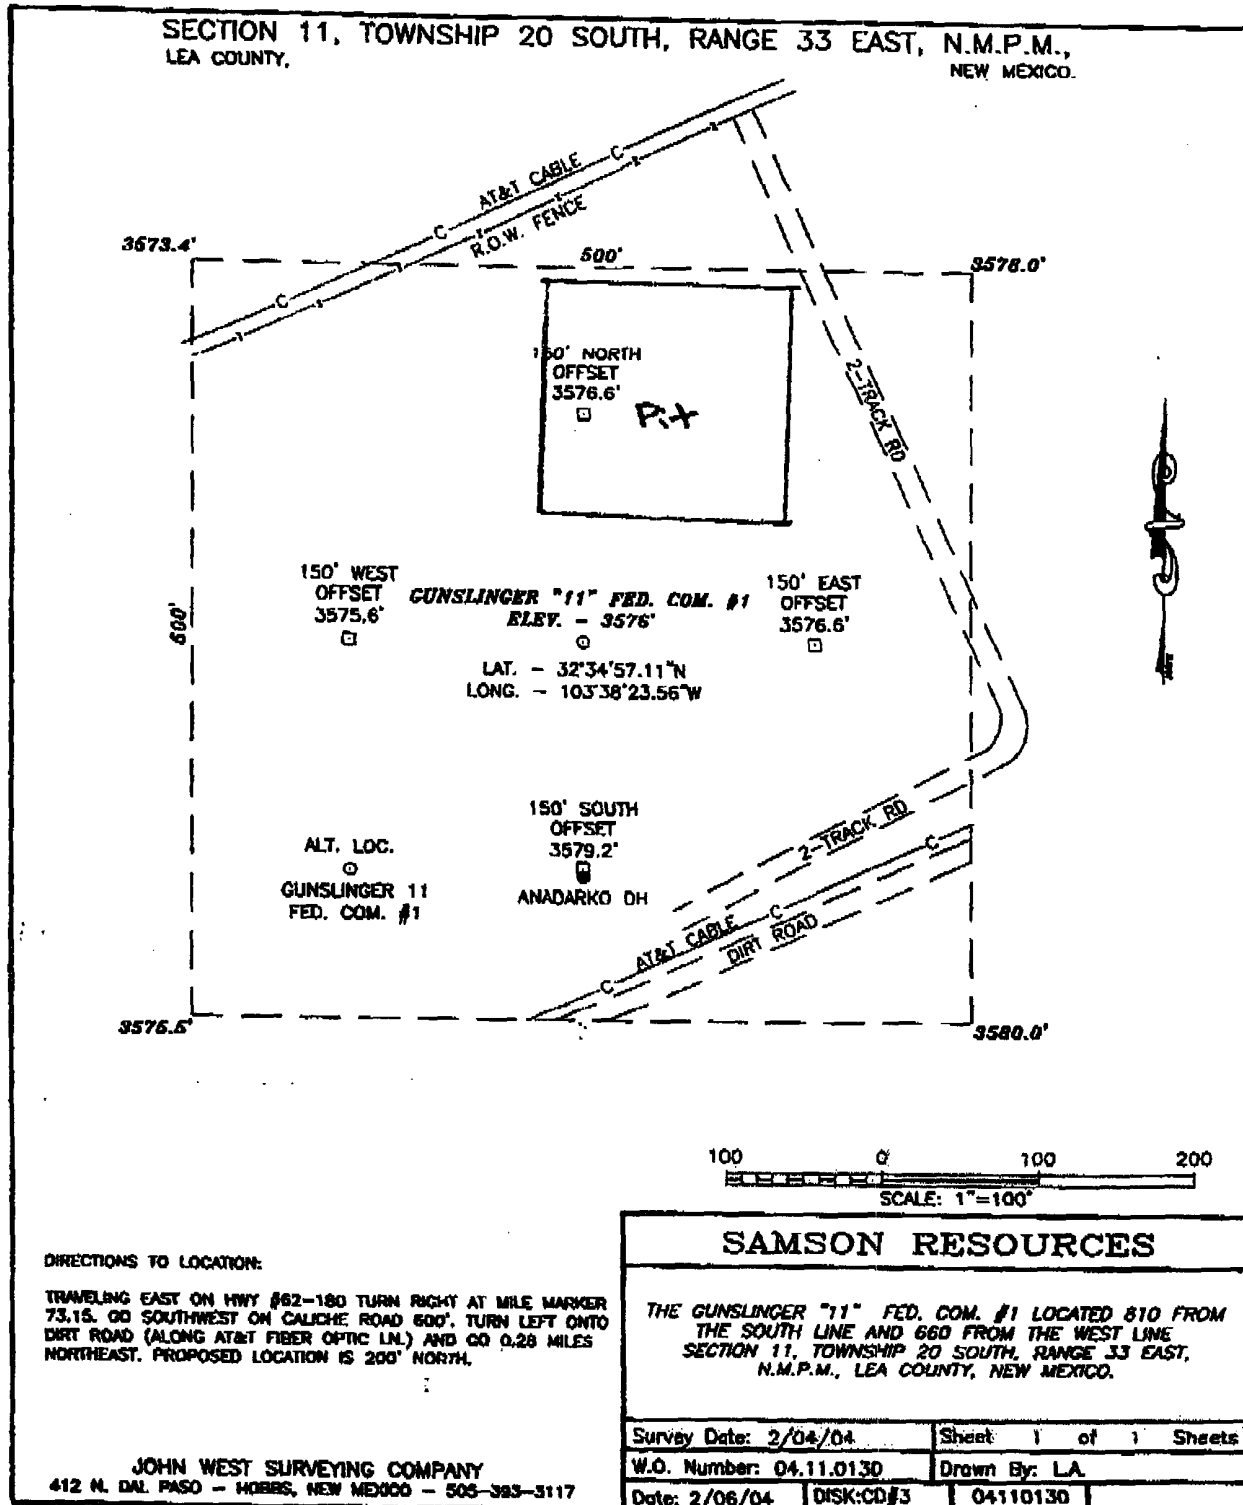 SECTION 11, TOWNSHIP 20 SOUTH, RANGE 33 EAST, N.M.P.M.,
LEA COUNTY,
NEW MEXICO.
C
AT&T CABLE
C
R.O.W. FENCE
C
3573.4'
500'
3578.0'
150' NORTH
OFFSET
3576.6'
Pit
2-TRACK RD
600'
150' WEST
OFFSET
3575.6'
GUNSLINGER "11" FED. COM. #1
ELEV. - 3576'
LAT. - 32°34'57.11"N
LONG. - 103°38'23.56"W
150' EAST
OFFSET
3576.6'
150' SOUTH
OFFSET
3579.2'
ANADARKO DH
ALT. LOC.
GUNSLINGER 11
FED. COM. #1
2-TRACK RD
C
C
AT&T CABLE
DIRT ROAD
C
3576.5'
3580.0'
100 0 100 200
SCALE: 1"=100'
SAMSON RESOURCES
DIRECTIONS TO LOCATION:
TRAVELING EAST ON HWY #62-180 TURN RIGHT AT MILE MARKER
73.15. GO SOUTHWEST ON CALICHE ROAD 600'. TURN LEFT ONTO
DIRT ROAD (ALONG AT&T FIBER OPTIC LN.) AND GO 0.28 MILES
NORTHEAST. PROPOSED LOCATION IS 200' NORTH.
THE GUNSLINGER "11" FED. COM. #1 LOCATED 810 FROM
THE SOUTH LINE AND 660 FROM THE WEST LINE
SECTION 11, TOWNSHIP 20 SOUTH, RANGE 33 EAST,
N.M.P.M., LEA COUNTY, NEW MEXICO.
JOHN WEST SURVEYING COMPANY
412 N. DAL PASO - HOBBS, NEW MEXICO - 505-393-3117
Survey Date: 2/04/04 Sheet 1 of 1 Sheets
W.O. Number: 04.11.0130 Drawn By: LA
Date: 2/06/04 DISK:CD#3 04110130